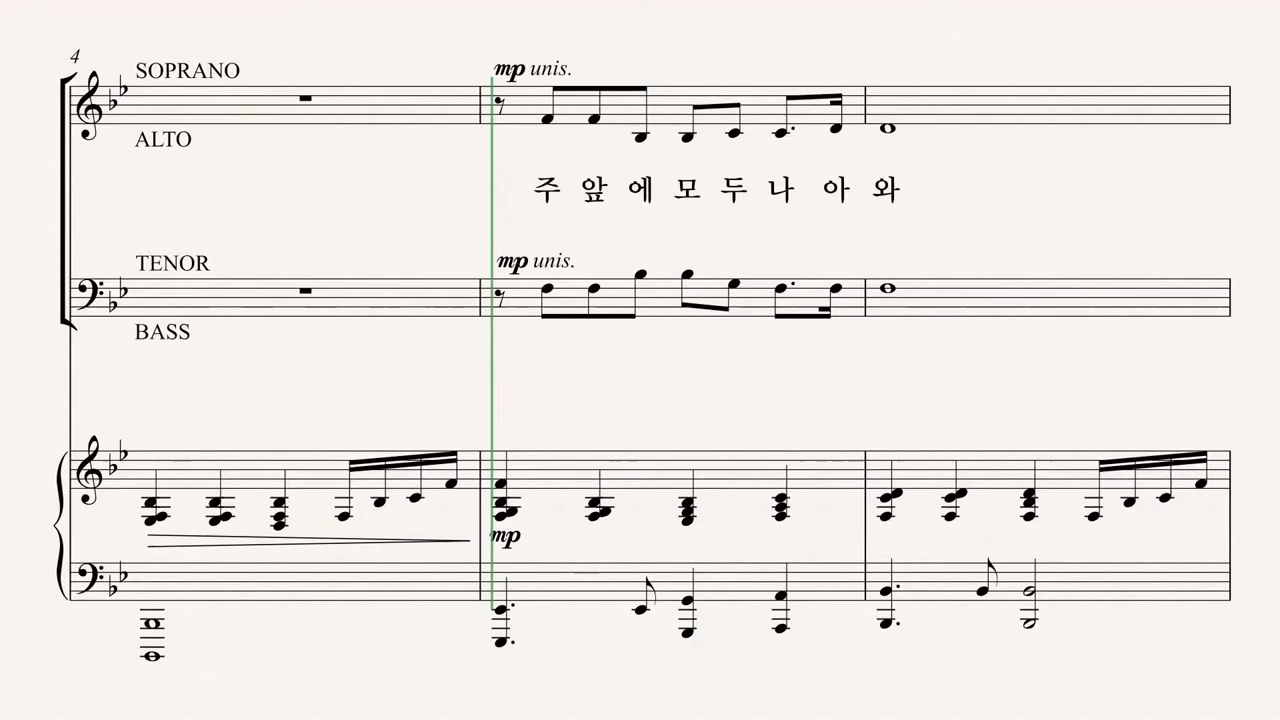 4
SOPRANO
mp unis.
ALTO
주 앞 에 모 두 나 아 와
TENOR
mp unis.
BASS
mp